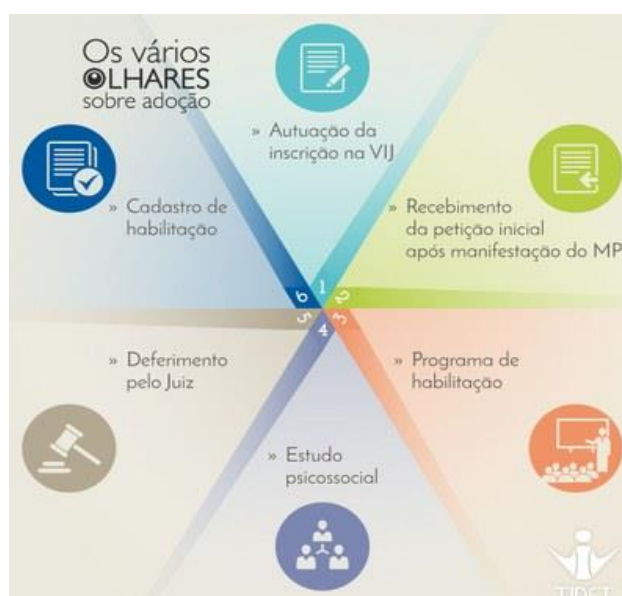 Os vários
OLHARES
sobre adoção
» Autuação da
inscrição na VIJ
» Recebimento
da petição inicial
após manifestação do MP
» Programa de
habilitação
» Estudo
psicossocial
» Deferimento
pelo Juiz
» Cadastro de
habilitação
1
2
3
4
5
6
TJDFT